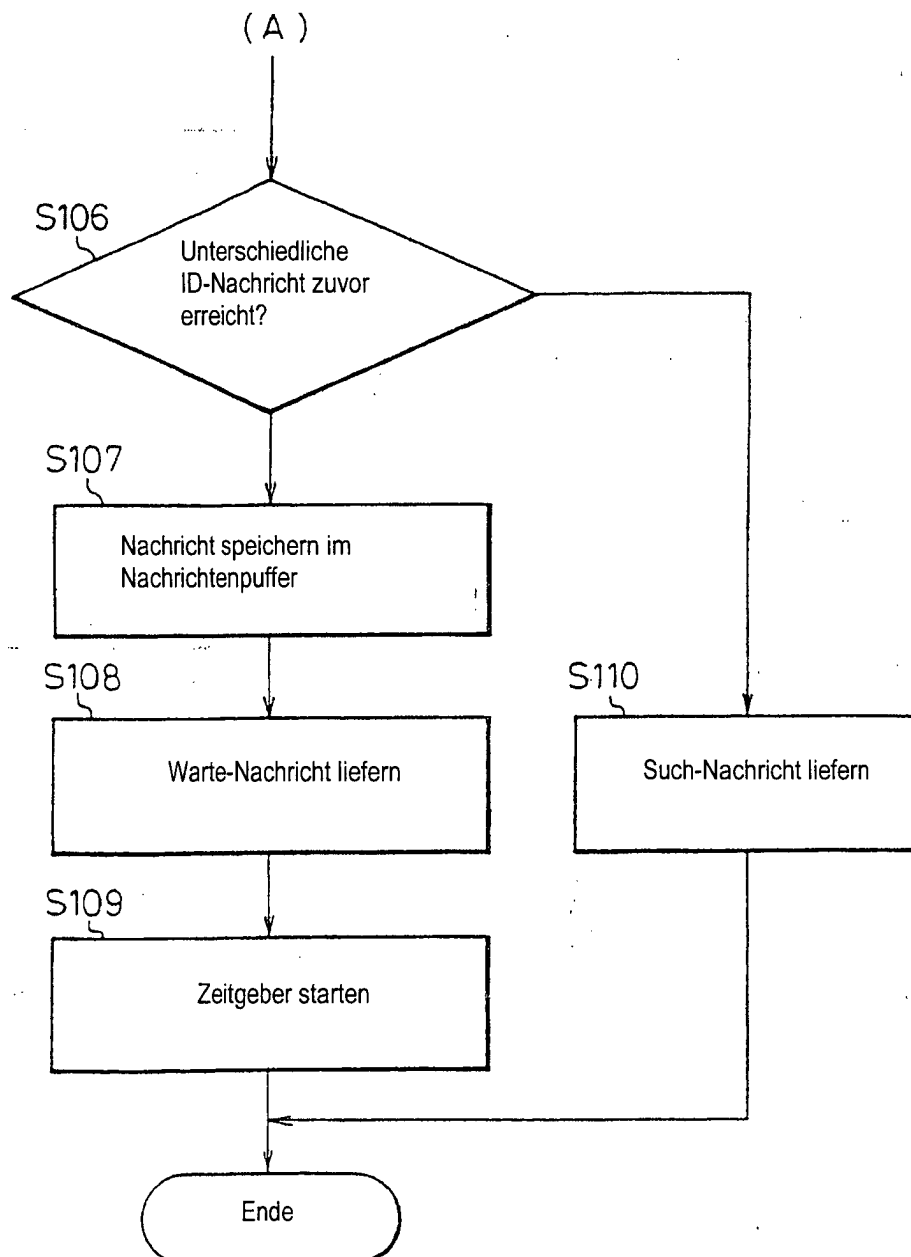 (A)
S106
Unterschiedliche
ID-Nachricht zuvor
erreicht?
S107
Nachricht speichern im
Nachrichtenpuffer
S108
Warte-Nachricht liefern
S110
Such-Nachricht liefern
S109
Zeitgeber starten
Ende